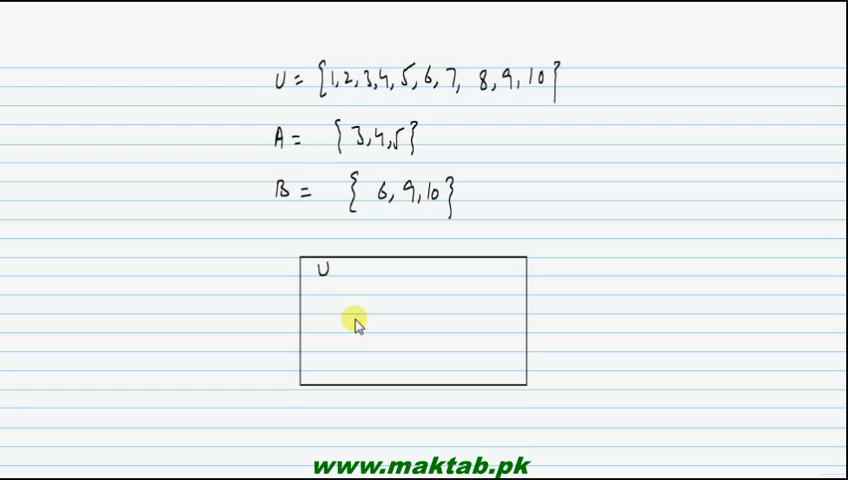 U = {1, 2, 3, 4, 5, 6, 7, 8, 9, 10}
A = {3, 4, 5}
B = {6, 9, 10}
U
www.maktab.pk